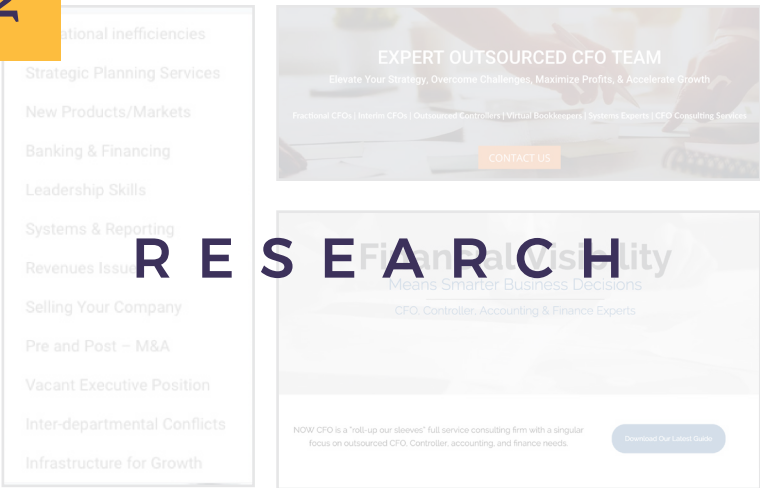 ational inefficiencies
Strategic Planning Services
New Products/Markets
Banking & Financing
Leadership Skills
Systems & Reporting
Revenues Issue
Selling Your Company
Pre and Post – M&A
Vacant Executive Position
Inter-departmental Conflicts
Infrastructure for Growth
EXPERT OUTSOURCED CFO TEAM
Elevate Your Strategy, Overcome Challenges, Maximize Profits, & Accelerate Growth
Fractional CFOs | Interim CFOs | Outsourced Controllers | Virtual Bookkeepers | Systems Experts | CFO Consulting Services
CONTACT US
RESEARCH
Financial Visibility
Means Smarter Business Decisions
CFO, Controller, Accounting & Finance Experts
NOW CFO is a "roll-up our sleeves" full service consulting firm with a singular
focus on outsourced CFO, Controller, accounting, and finance needs.
Download Our Latest Guide